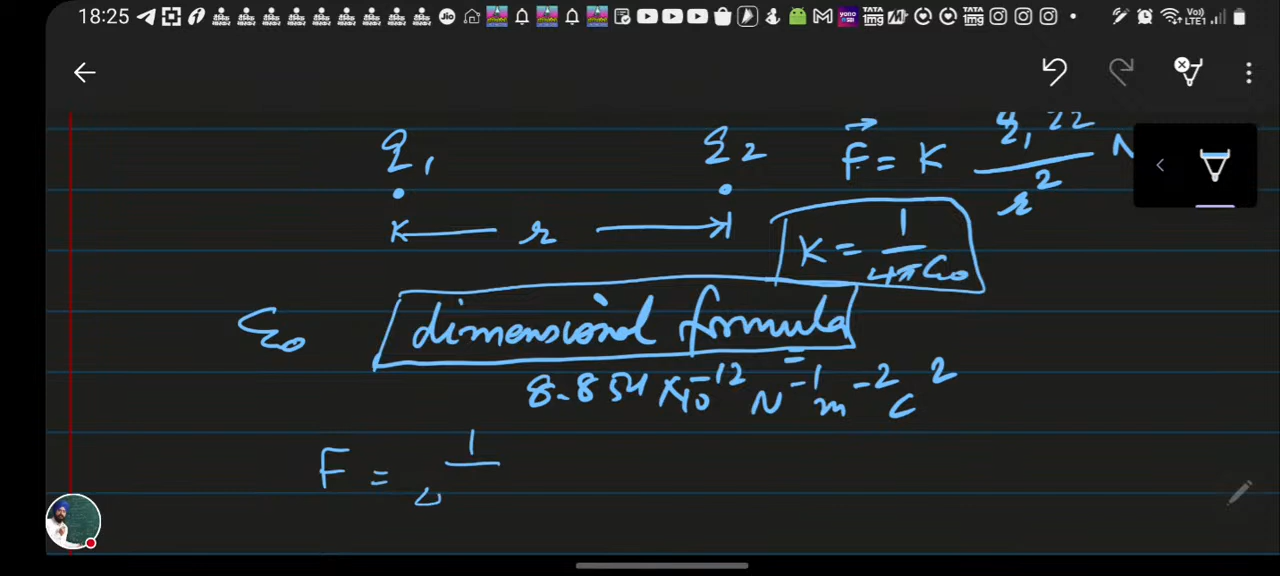 18:25
q1 q2 F = K q1 q2 / r² N
r
K = 1 / 4πε0
ε0 dimensional formula
8.854 × 10⁻¹² N⁻¹ m⁻² C²
F = 1 / 4